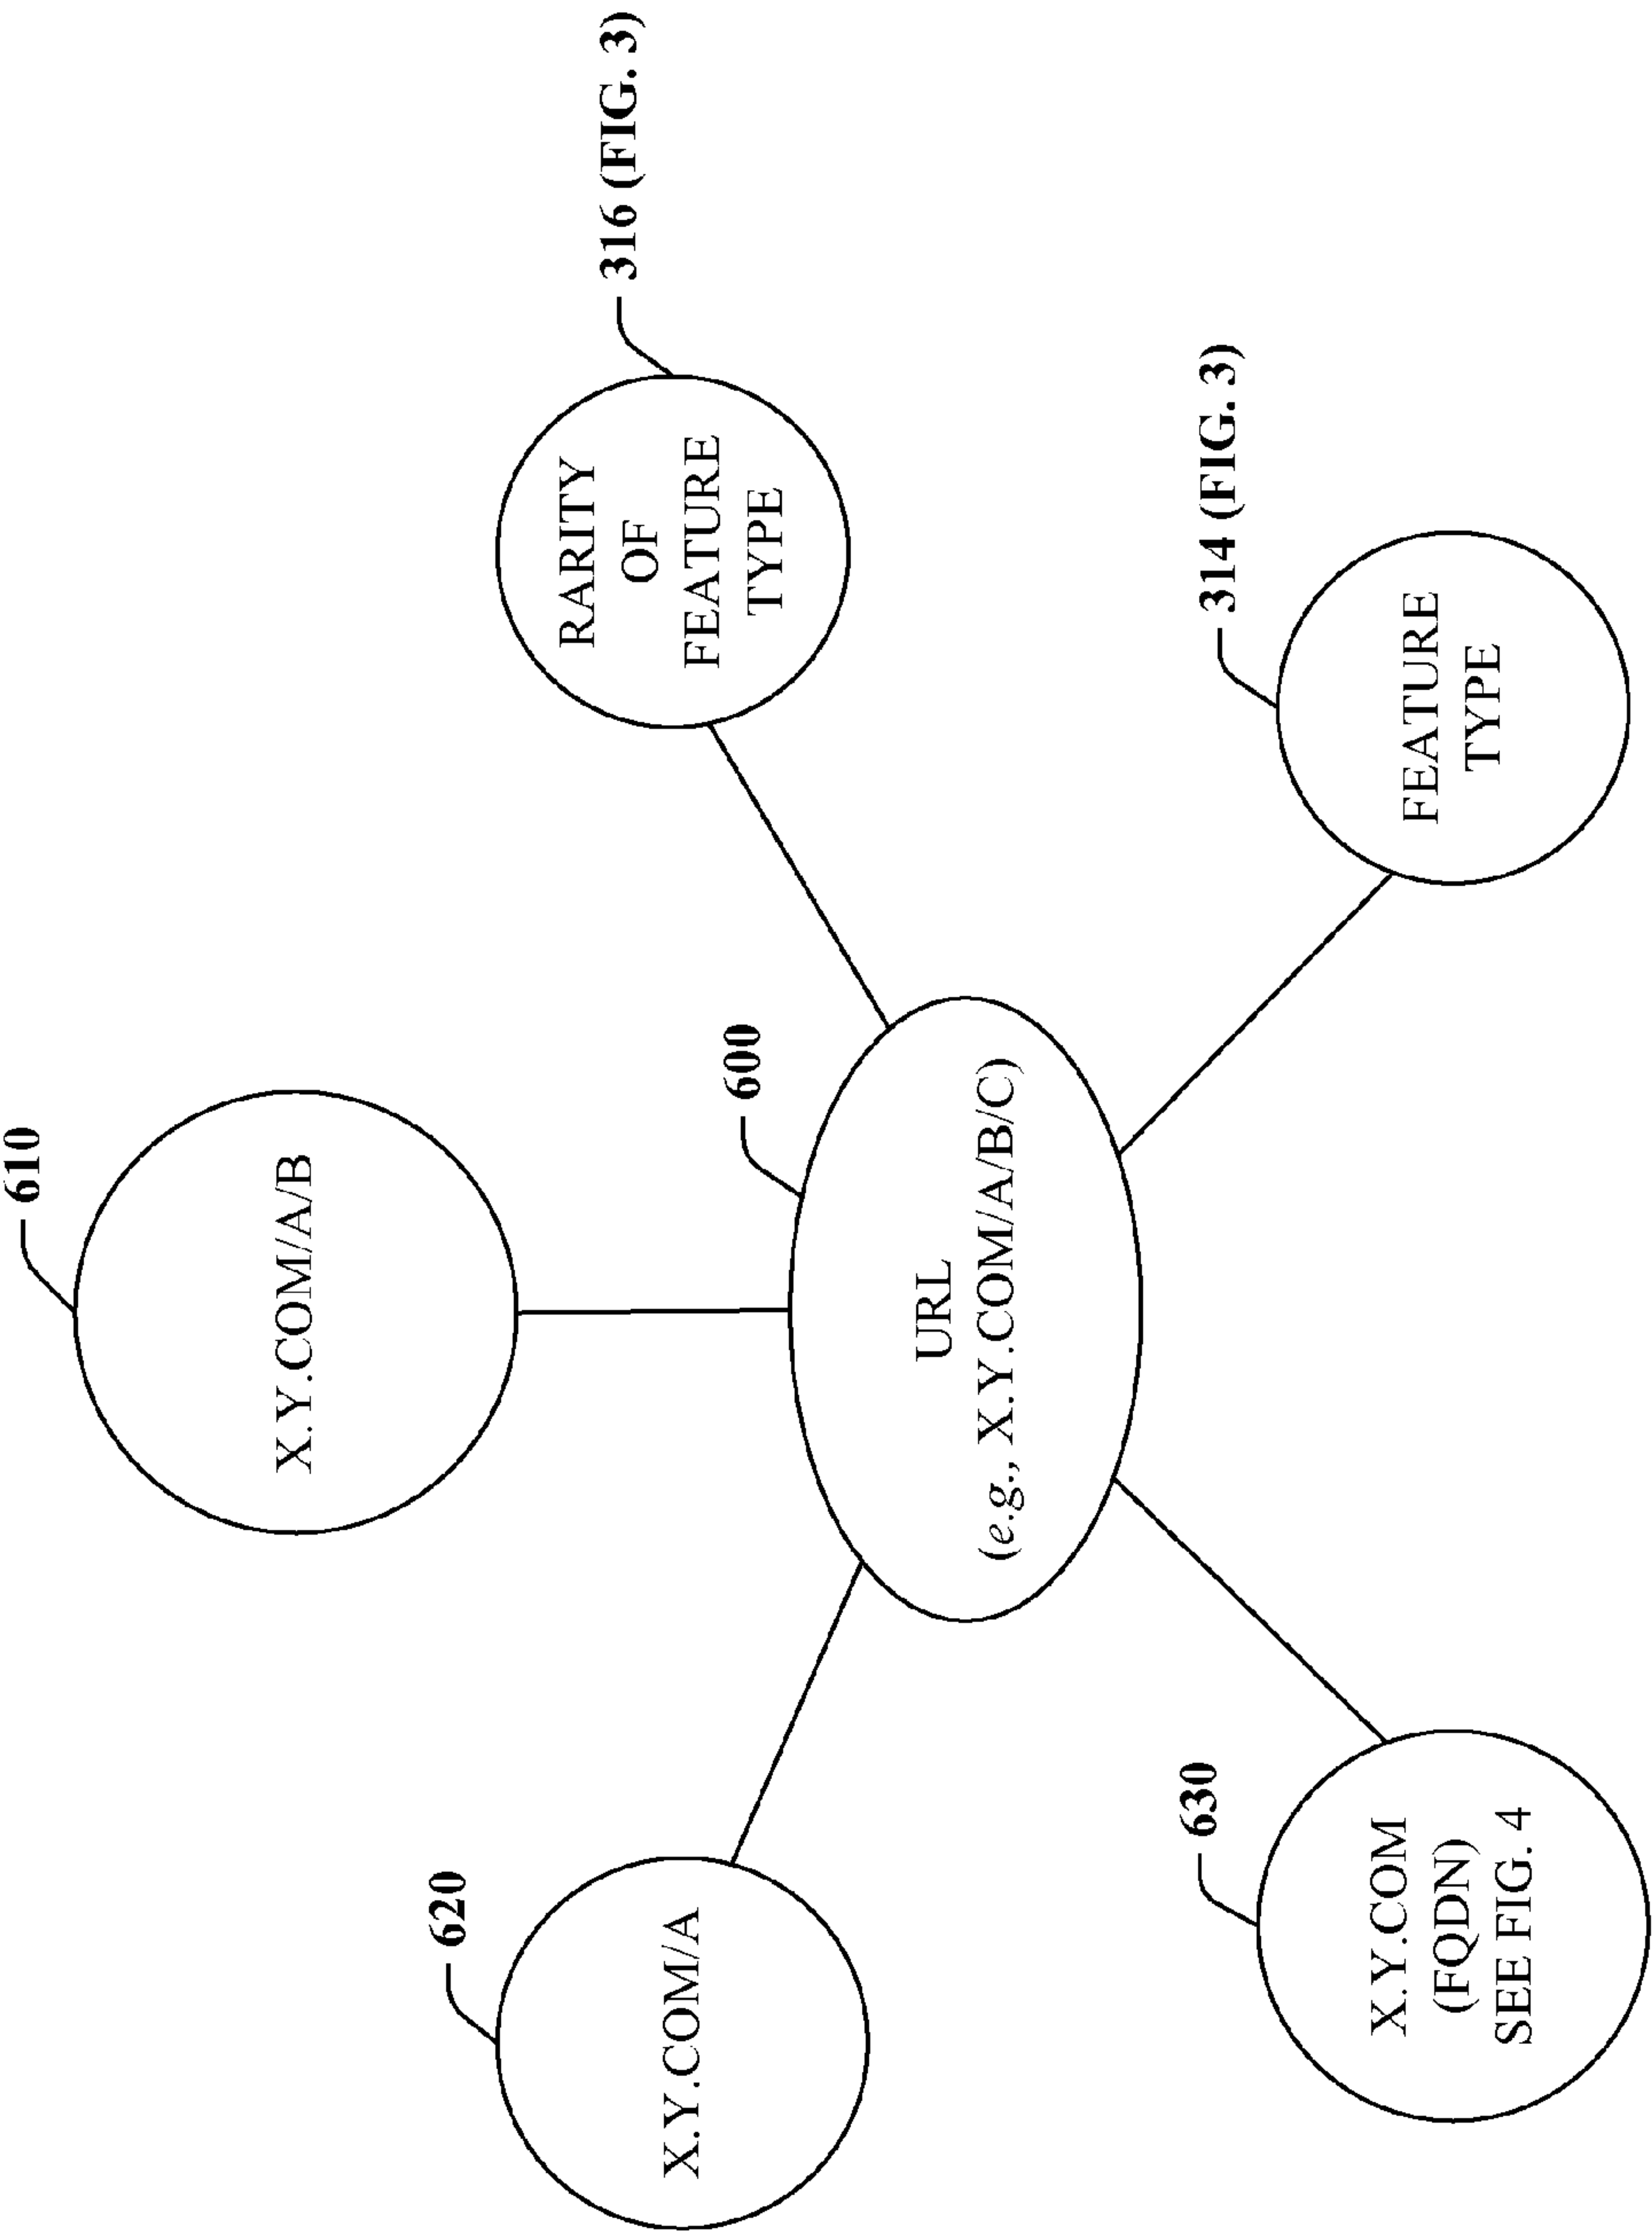 610
X.Y.COM/A/B
620
X.Y.COM/A
600
URL
(e.g., X.Y.COM/A/B/C)
316 (FIG. 3)
RARITY
OF
FEATURE
TYPE
630
X.Y.COM
(FQDN)
SEE FIG. 4
314 (FIG. 3)
FEATURE
TYPE